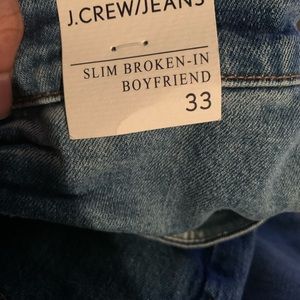 J.CREW/JEANS
SLIM BROKEN-IN
BOYFRIEND
33